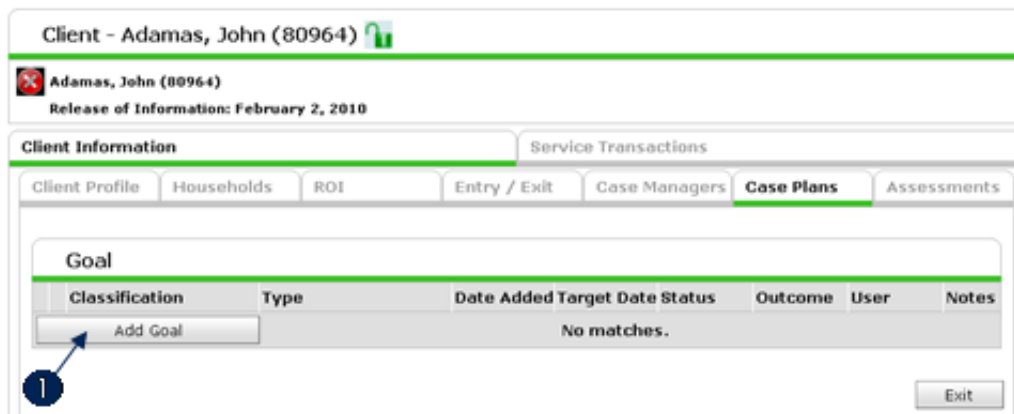 Client - Adamas, John (80964)
Adamas, John (80964)
Release of Information: February 2, 2010
Client Information Service Transactions
Client Profile Households ROI Entry / Exit Case Managers Case Plans Assessments
Goal
Classification Type Date Added Target Date Status Outcome User Notes
Add Goal No matches.
1
Exit